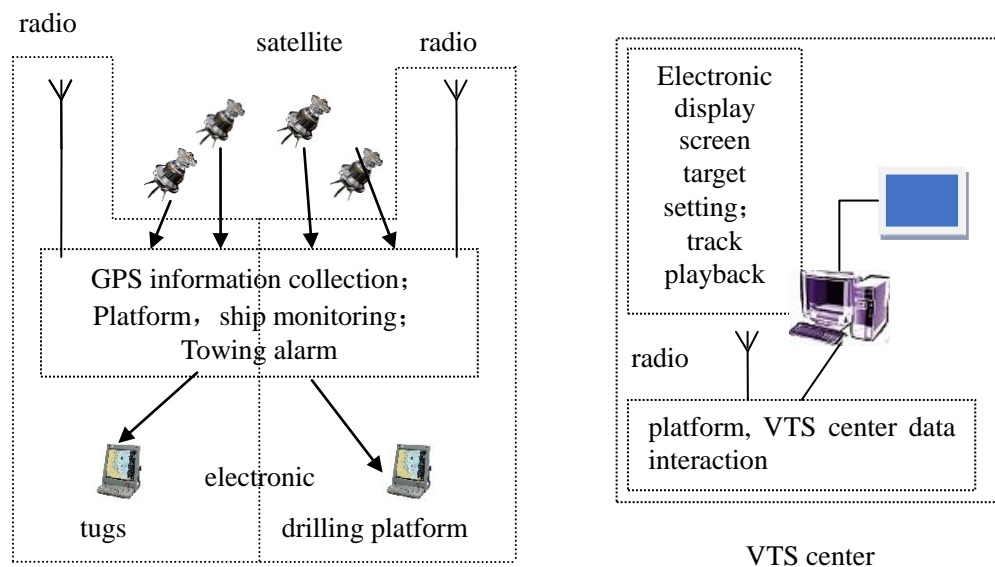 radio
satellite
radio
GPS information collection；
Platform，ship monitoring；
Towing alarm
electronic
tugs
drilling platform
Electronic
display
screen
target
setting；
track
playback
radio
platform, VTS center data
interaction
VTS center